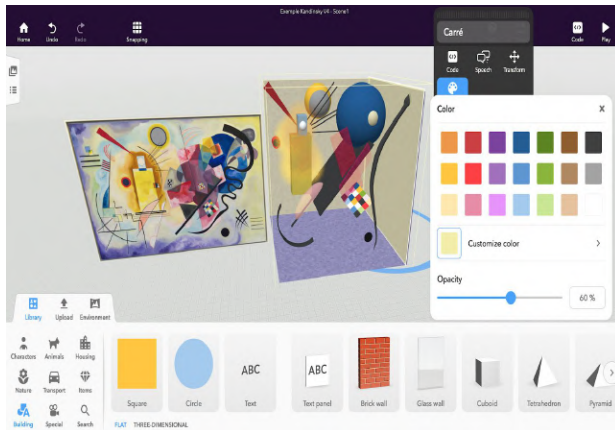 Example Kandinsky V4 - Scene1
Home Undo Redo Snapping Code Play
Carré
Code Speech Transform
Color X
Customize color >
Opacity
60 %
Library Upload Environment
Characters Animals Housing
Nature Transport Items
Building Special Search
ABC ABC
Square Circle Text Text panel Brick wall Glass wall Cuboid Tetrahedron Pyramid
FLAT THREE-DIMENSIONAL